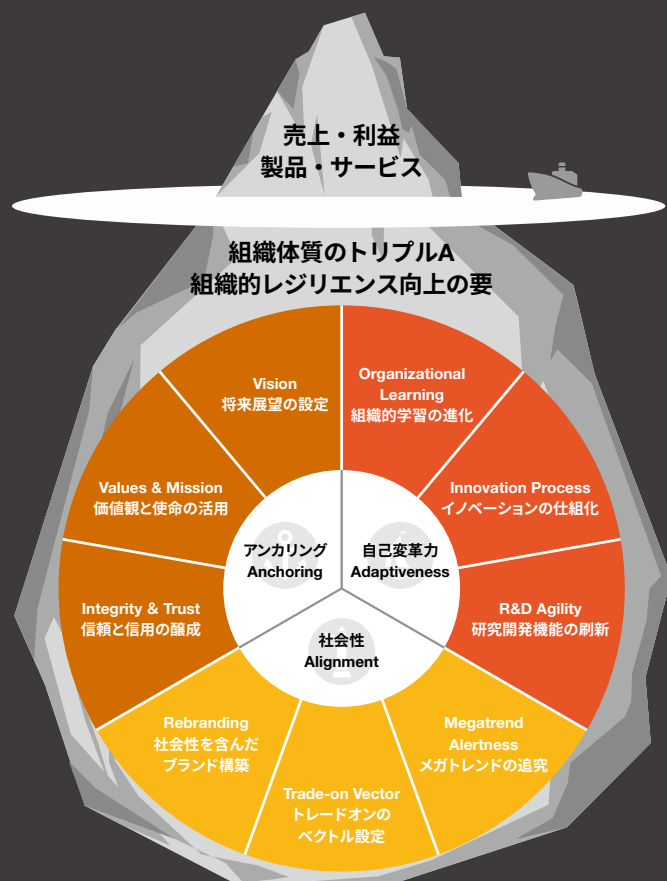 売上・利益
製品・サービス
組織体質のトリプルA
組織的レジリエンス向上の要
Vision
将来展望の設定
Organizational
Learning
組織的学習の進化
Values & Mission
価値観と使命の活用
Innovation Process
イノベーションの仕組化
アンカリング
Anchoring
自己変革力
Adaptiveness
Integrity & Trust
信頼と信用の醸成
R&D Agility
研究開発機能の刷新
社会性
Alignment
Rebranding
社会性を含んだ
ブランド構築
Megatrend
Alertness
メガトレンドの追究
Trade-on Vector
トレードオンの
ベクトル設定